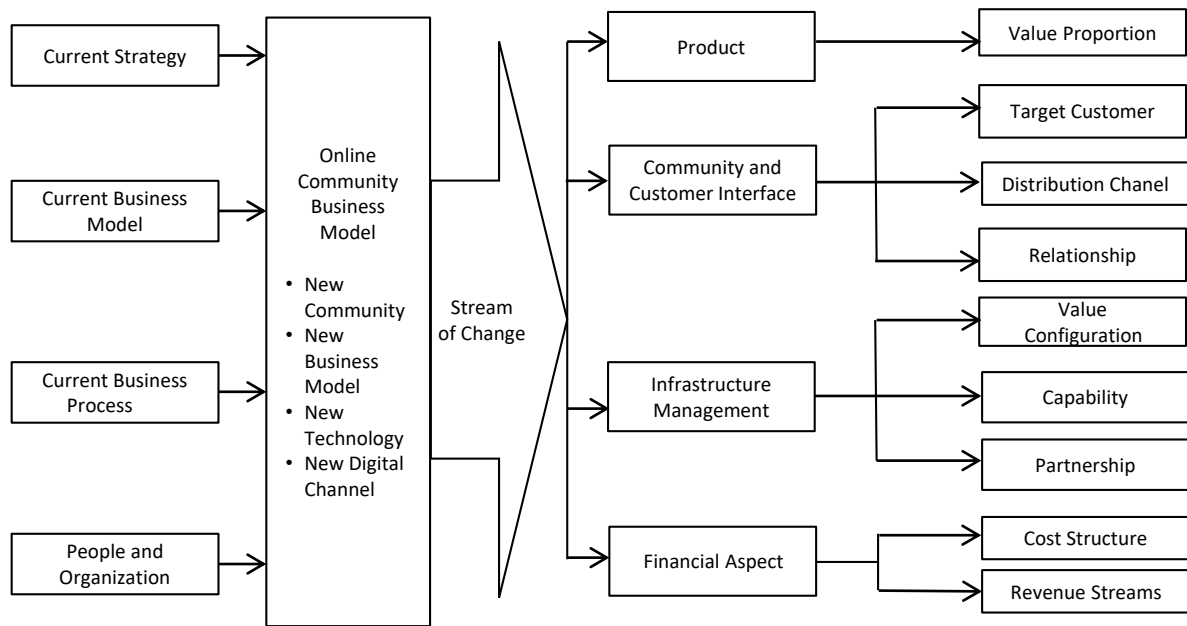 Current Strategy
Current Business
Model
Current Business
Process
People and
Organization
Online
Community
Business
Model
• New
Community
• New
Business
Model
• New
Technology
• New Digital
Channel
Stream
of Change
Product
Community and
Customer Interface
Infrastructure
Management
Financial Aspect
Value Proportion
Target Customer
Distribution Chanel
Relationship
Value
Configuration
Capability
Partnership
Cost Structure
Revenue Streams